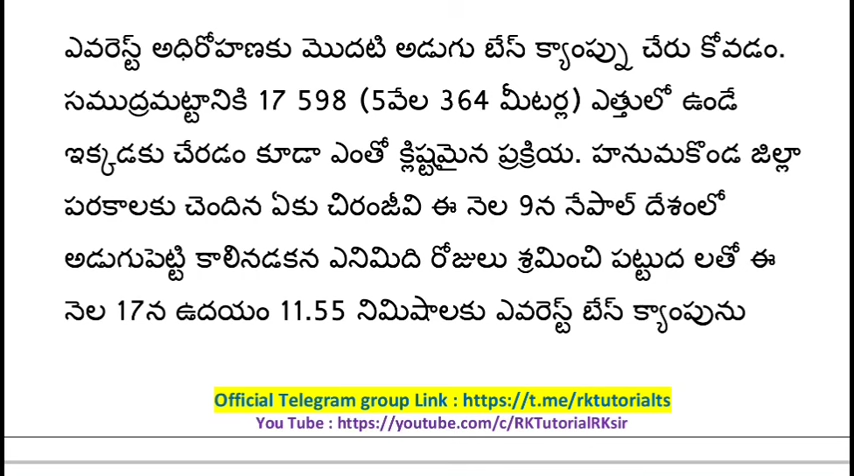 ఎవరెస్ట్ అధిరోహణకు మొదటి అడుగు బేస్ క్యాంప్ను చేరు కోవడం.
సముద్రమట్టానికి 17 598 (5వేల 364 మీటర్ల) ఎత్తులో ఉండే
ఇక్కడకు చేరడం కూడా ఎంతో క్లిష్టమైన ప్రక్రియ. హనుమకొండ జిల్లా
పరకాలకు చెందిన ఏకు చిరంజీవి ఈ నెల 9న నేపాల్ దేశంలో
అడుగుపెట్టి కాలినడకన ఎనిమిది రోజులు శ్రమించి పట్టుద లతో ఈ
నెల 17న ఉదయం 11.55 నిమిషాలకు ఎవరెస్ట్ బేస్ క్యాంపును
Official Telegram group Link : https://t.me/rktutorialts
You Tube : https://youtube.com/c/RKTutorialRKsir